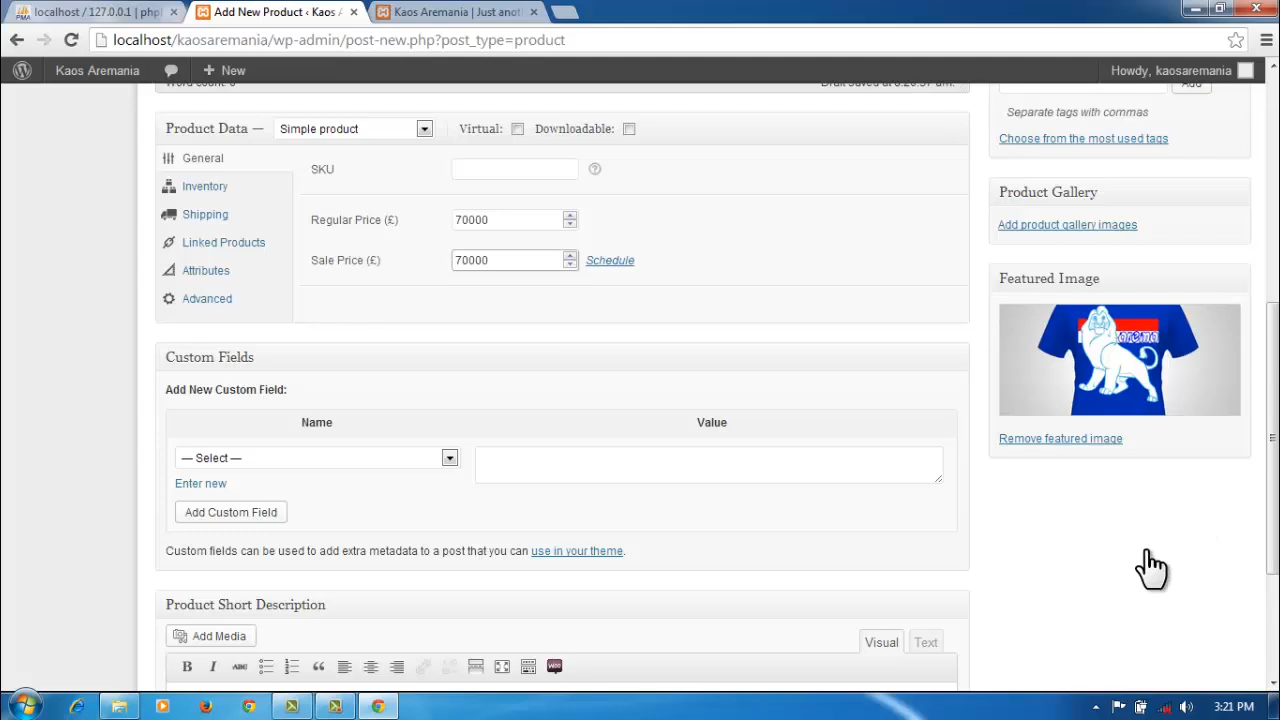 localhost / 127.0.0.1 | phpl
Add New Product ‹ Kaos A
Kaos Aremania | Just anot
localhost/kaosaremania/wp-admin/post-new.php?post_type=product
Kaos Aremania
New
Howdy, kaosaremania
Add
Separate tags with commas
Choose from the most used tags
Product Data —
Simple product
Virtual:
Downloadable:
General
Inventory
Shipping
Linked Products
Attributes
Advanced
SKU
Regular Price (£)
70000
Sale Price (£)
70000
Schedule
Product Gallery
Add product gallery images
Featured Image
Remove featured image
Custom Fields
Add New Custom Field:
Name
Value
— Select —
Enter new
Add Custom Field
Custom fields can be used to add extra metadata to a post that you can use in your theme.
Product Short Description
Add Media
Visual
Text
B
I
ABC
3:21 PM